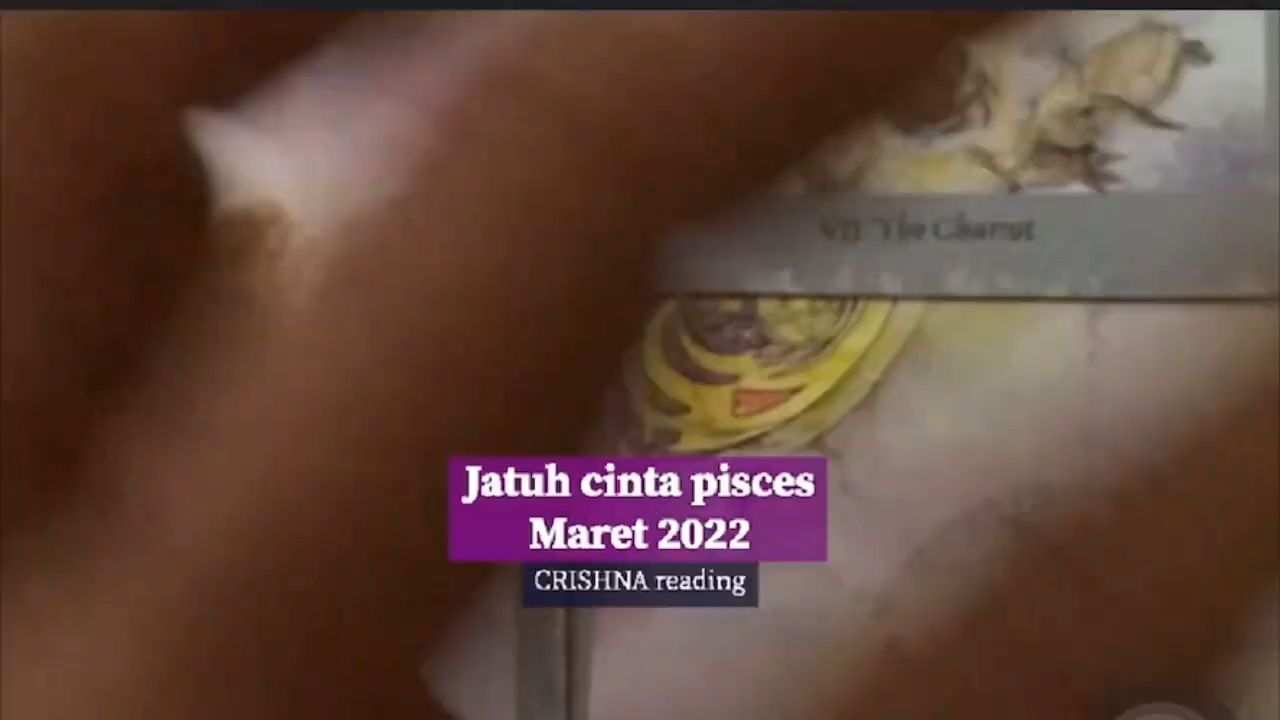 VII The Chariot
Jatuh cinta pisces
Maret 2022
CRISHNA reading